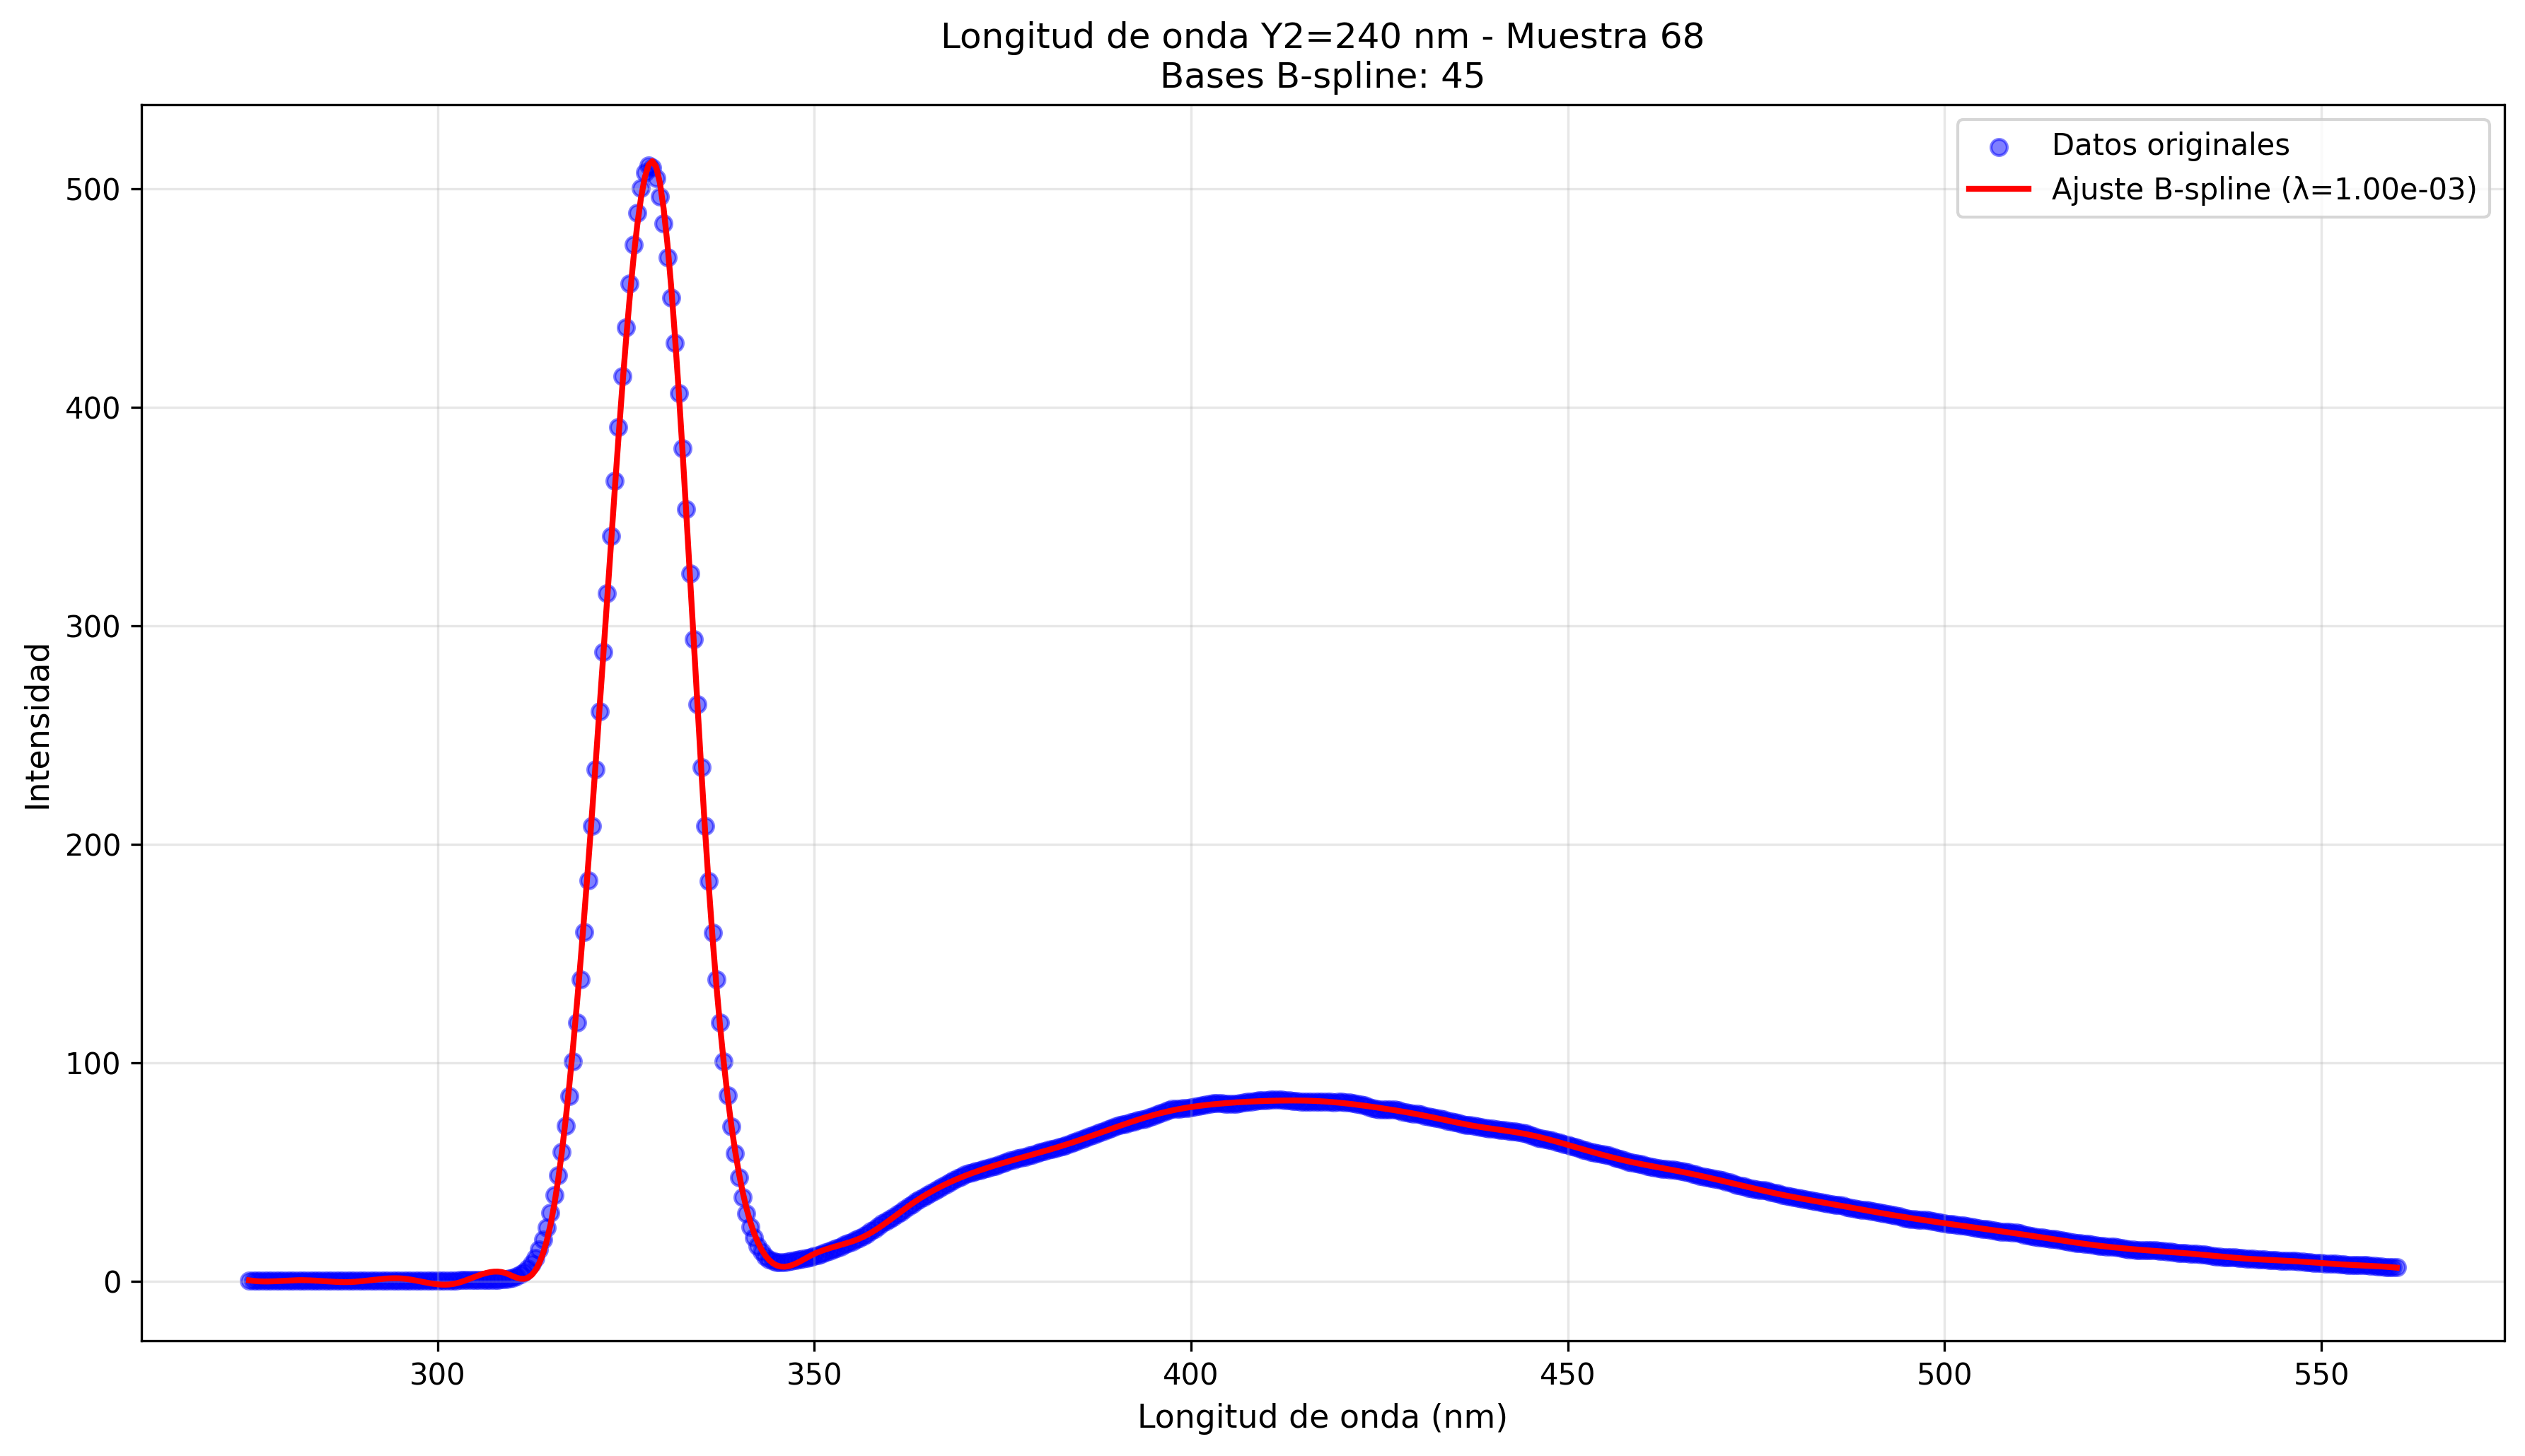 Longitud de onda Y2=240 nm - Muestra 68
Bases B-spline: 45
Datos originales
Ajuste B-spline (λ=1.00e-03)
Intensidad
500
400
300
200
100
0
300
350
400
450
500
550
Longitud de onda (nm)